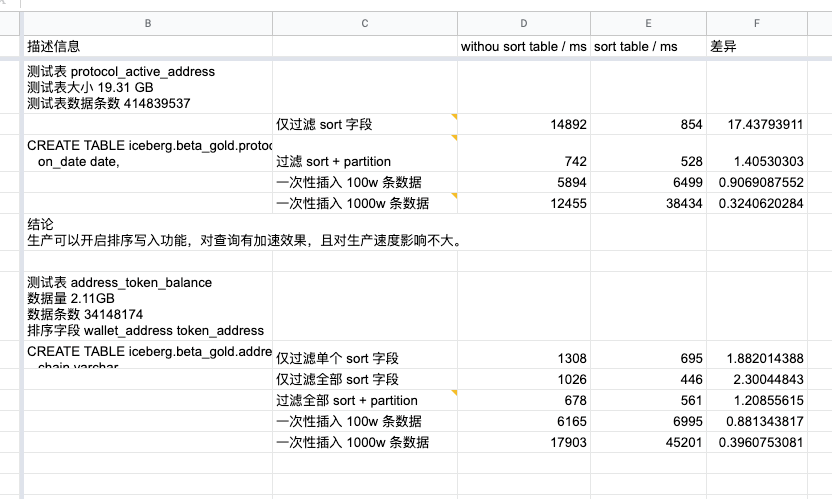 B C D E F
描述信息 withou sort table / ms sort table / ms 差异
测试表 protocol_active_address
测试表大小 19.31 GB
测试表数据条数 414839537
仅过滤 sort 字段 14892 854 17.43793911
CREATE TABLE iceberg.beta_gold.protoc
on_date date,
过滤 sort + partition 742 528 1.40530303
一次性插入 100w 条数据 5894 6499 0.9069087552
一次性插入 1000w 条数据 12455 38434 0.3240620284
结论
生产可以开启排序写入功能，对查询有加速效果，且对生产速度影响不大。
测试表 address_token_balance
数据量 2.11GB
数据条数 34148174
排序字段 wallet_address token_address
CREATE TABLE iceberg.beta_gold.addre
chain varchar
仅过滤单个 sort 字段 1308 695 1.882014388
仅过滤全部 sort 字段 1026 446 2.30044843
过滤全部 sort + partition 678 561 1.20855615
一次性插入 100w 条数据 6165 6995 0.881343817
一次性插入 1000w 条数据 17903 45201 0.3960753081